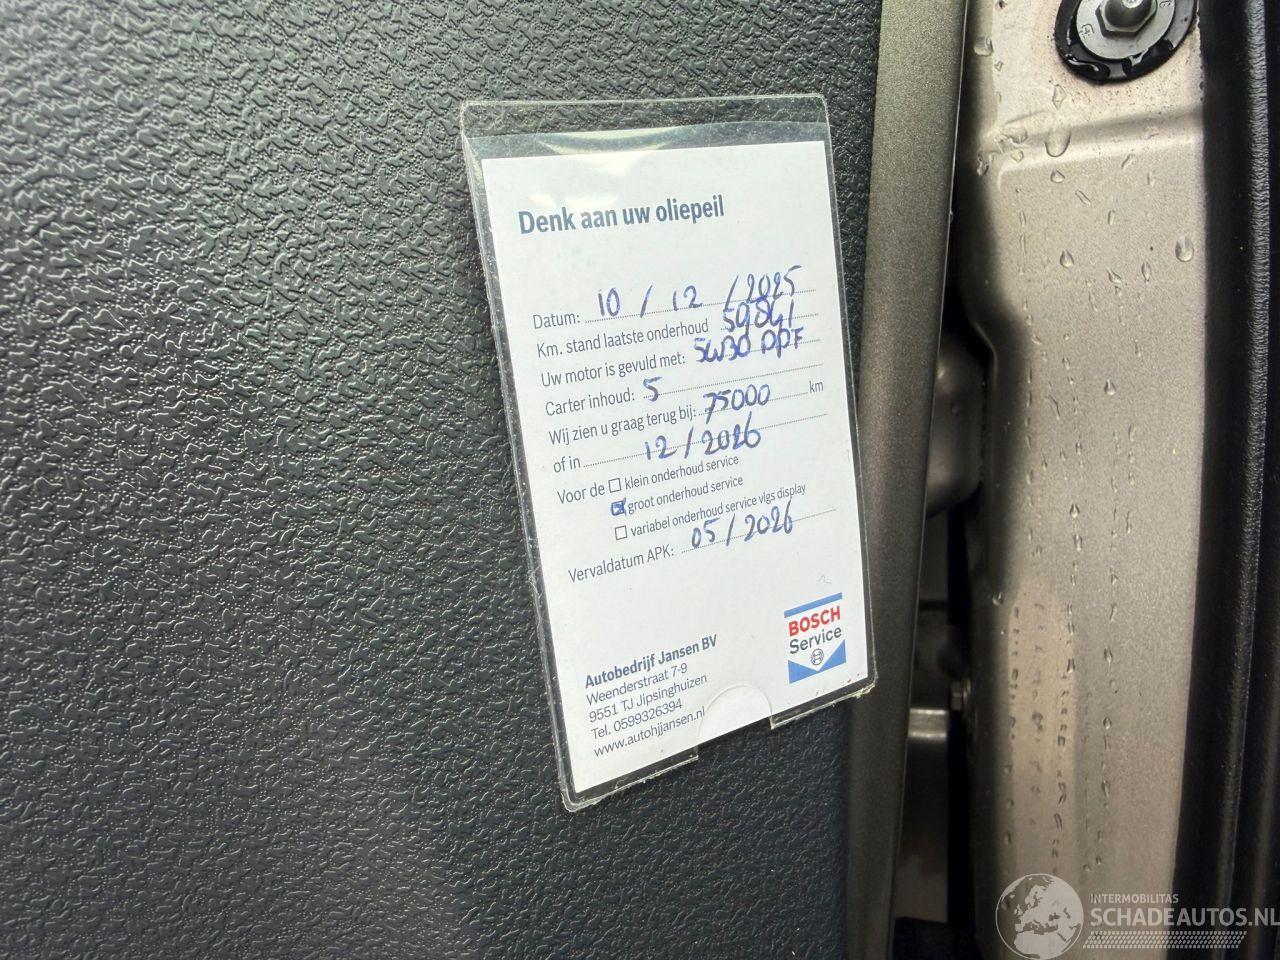 Denk aan uw oliepeil
Datum: 10 / 12 / 2025
Km. stand laatste onderhoud 59841
Uw motor is gevuld met: 5W30 DPF
Carter inhoud: 5
Wij zien u graag terug bij: 75000 km
of in 12/2026
Voor de klein onderhoud service
groot onderhoud service
variabel onderhoud service vlgs display
Vervaldatum APK: 05/2026
BOSCH
Service
Autobedrijf Jansen BV
Weenderstraat 7-9
9551 TJ Jipsinghuizen
Tel. 0599326394
www.autohjjansen.nl
INTERMOBILITAS
SCHADEAUTOS.NL